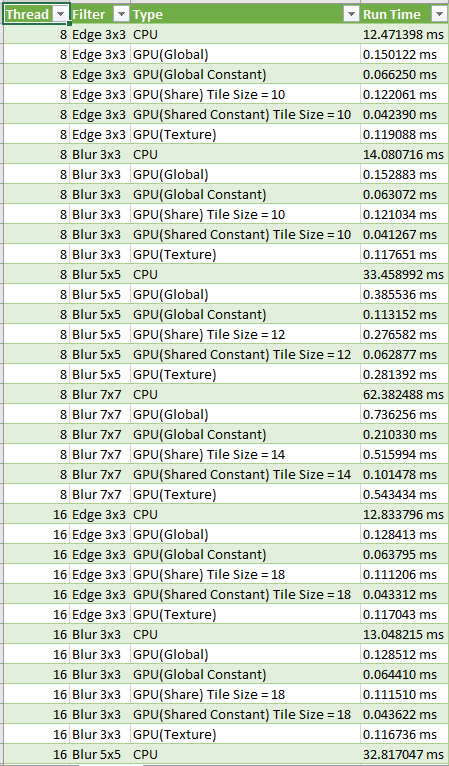 Thread Filter Type Run Time
8 Edge 3x3 CPU 12.471398 ms
8 Edge 3x3 GPU(Global) 0.150122 ms
8 Edge 3x3 GPU(Global Constant) 0.066250 ms
8 Edge 3x3 GPU(Share) Tile Size = 10 0.122061 ms
8 Edge 3x3 GPU(Shared Constant) Tile Size = 10 0.042390 ms
8 Edge 3x3 GPU(Texture) 0.119088 ms
8 Blur 3x3 CPU 14.080716 ms
8 Blur 3x3 GPU(Global) 0.152883 ms
8 Blur 3x3 GPU(Global Constant) 0.063072 ms
8 Blur 3x3 GPU(Share) Tile Size = 10 0.121034 ms
8 Blur 3x3 GPU(Shared Constant) Tile Size = 10 0.041267 ms
8 Blur 3x3 GPU(Texture) 0.117651 ms
8 Blur 5x5 CPU 33.458992 ms
8 Blur 5x5 GPU(Global) 0.385536 ms
8 Blur 5x5 GPU(Global Constant) 0.113152 ms
8 Blur 5x5 GPU(Share) Tile Size = 12 0.276582 ms
8 Blur 5x5 GPU(Shared Constant) Tile Size = 12 0.062877 ms
8 Blur 5x5 GPU(Texture) 0.281392 ms
8 Blur 7x7 CPU 62.382488 ms
8 Blur 7x7 GPU(Global) 0.736256 ms
8 Blur 7x7 GPU(Global Constant) 0.210330 ms
8 Blur 7x7 GPU(Share) Tile Size = 14 0.515994 ms
8 Blur 7x7 GPU(Shared Constant) Tile Size = 14 0.101478 ms
8 Blur 7x7 GPU(Texture) 0.543434 ms
16 Edge 3x3 CPU 12.833796 ms
16 Edge 3x3 GPU(Global) 0.128413 ms
16 Edge 3x3 GPU(Global Constant) 0.063795 ms
16 Edge 3x3 GPU(Share) Tile Size = 18 0.111206 ms
16 Edge 3x3 GPU(Shared Constant) Tile Size = 18 0.043312 ms
16 Edge 3x3 GPU(Texture) 0.117043 ms
16 Blur 3x3 CPU 13.048215 ms
16 Blur 3x3 GPU(Global) 0.128512 ms
16 Blur 3x3 GPU(Global Constant) 0.064410 ms
16 Blur 3x3 GPU(Share) Tile Size = 18 0.111510 ms
16 Blur 3x3 GPU(Shared Constant) Tile Size = 18 0.043622 ms
16 Blur 3x3 GPU(Texture) 0.116736 ms
16 Blur 5x5 CPU 32.817047 ms